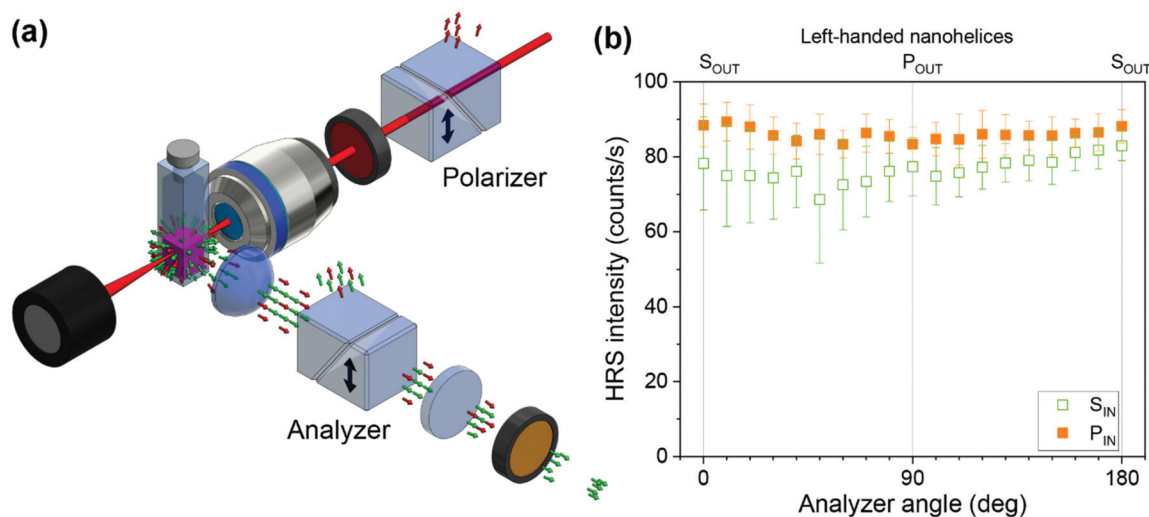 (a)
Polarizer
Analyzer
(b)
Left-handed nanohelices
S_OUT P_OUT S_OUT
100
80
60
40
20
0
HRS intensity (counts/s)
S_IN
P_IN
0 90 180
Analyzer angle (deg)